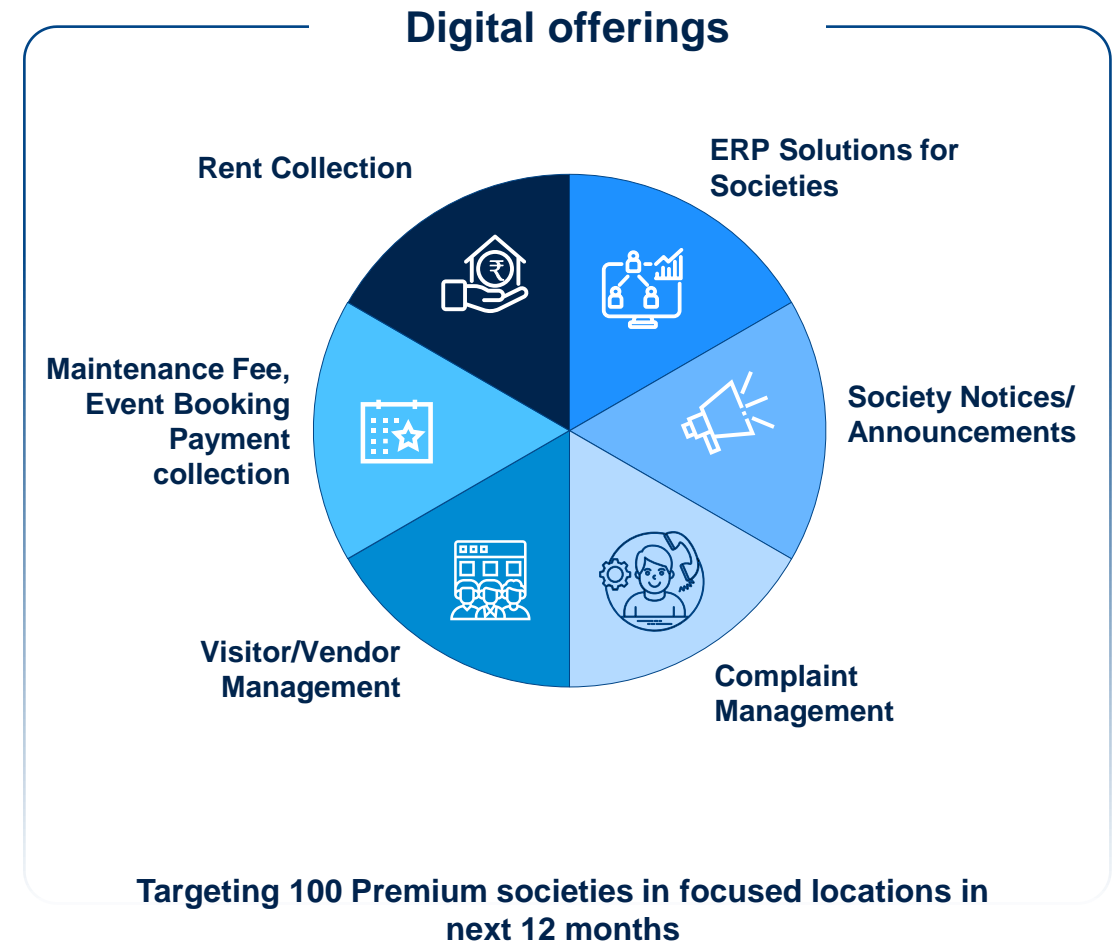 Digital offerings
Rent Collection
ERP Solutions for
Societies
Maintenance Fee,
Event Booking
Payment
collection
Society Notices/
Announcements
Visitor/Vendor
Management
Complaint
Management
₹
Targeting 100 Premium societies in focused locations in
next 12 months